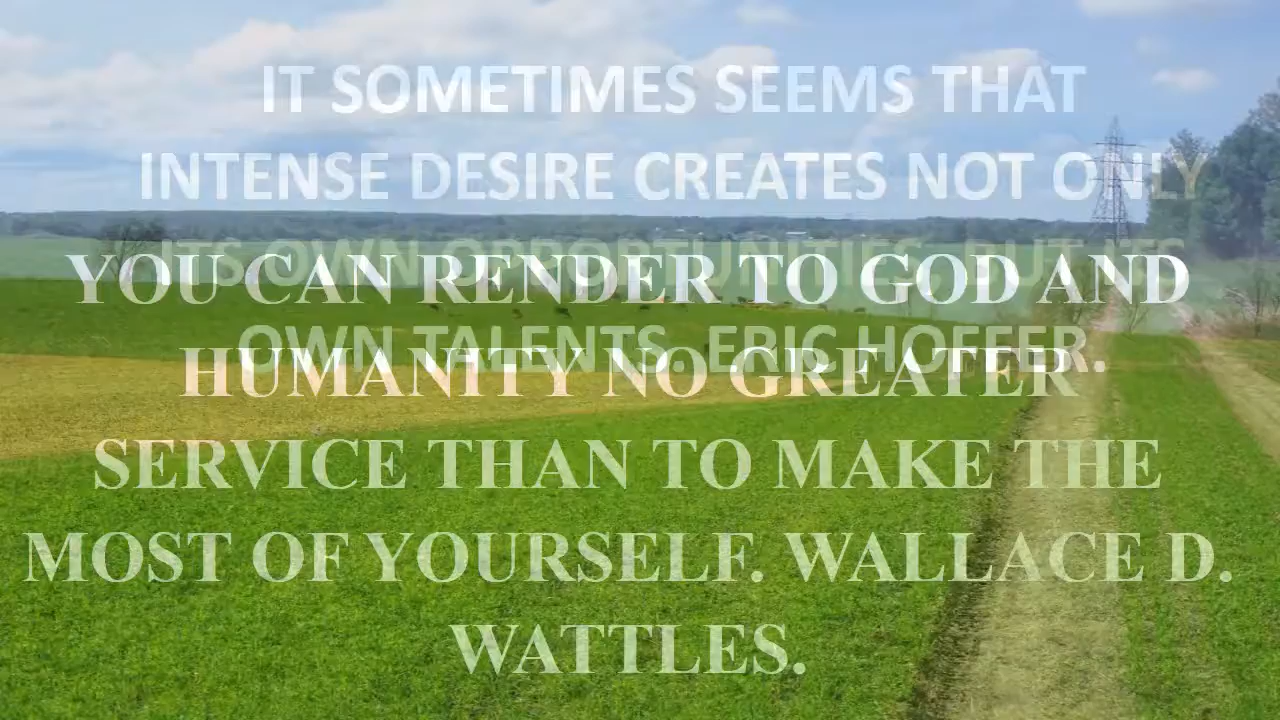 IT SOMETIMES SEEMS THAT
INTENSE DESIRE CREATES NOT ONLY
ITS OWN OPPORTUNITIES, BUT ITS
OWN TALENTS. ERIC HOFFER.
YOU CAN RENDER TO GOD AND
HUMANITY NO GREATER
SERVICE THAN TO MAKE THE
MOST OF YOURSELF. WALLACE D.
WATTLES.